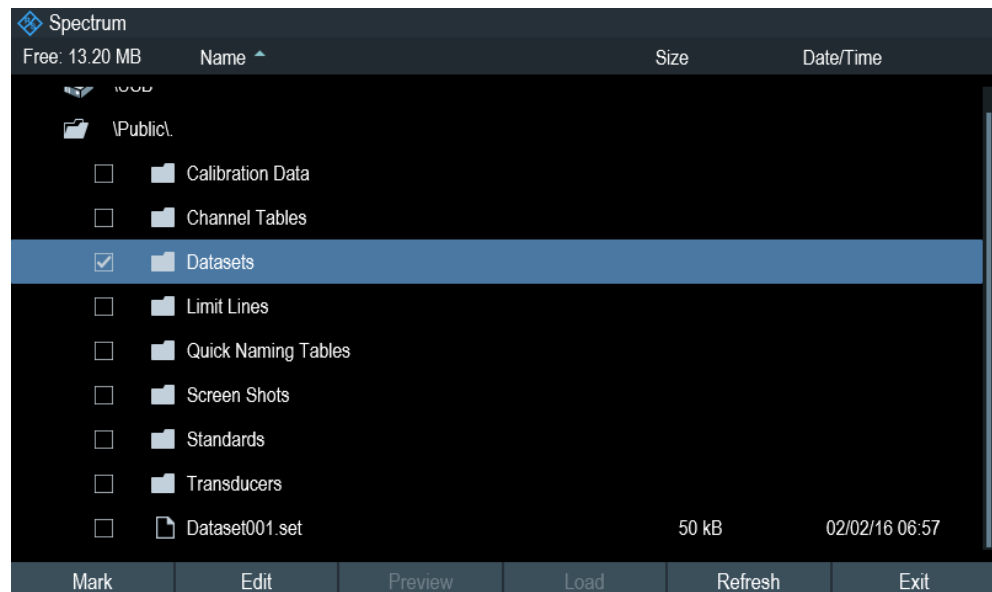 Spectrum
Free: 13.20 MB Name Size Date/Time
\Public\.
Calibration Data
Channel Tables
Datasets
Limit Lines
Quick Naming Tables
Screen Shots
Standards
Transducers
Dataset001.set 50 kB 02/02/16 06:57
Mark Edit Preview Load Refresh Exit